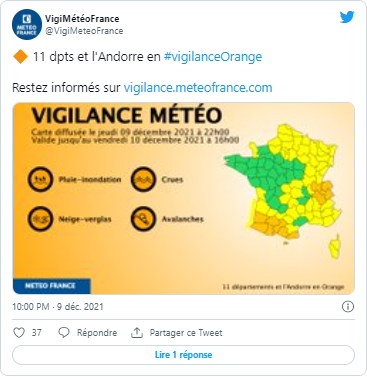 METEO
FRANCE
VigiMétéoFrance
@VigiMeteoFrance
11 dpts et l'Andorre en #vigilanceOrange
Restez informés sur vigilance.meteofrance.com
VIGILANCE MÉTÉO
Carte diffusée le jeudi 09 décembre 2021 à 22h00
Valide jusqu'au vendredi 10 décembre 2021 à 16h00
Pluie-inondation
Crues
Neige-verglas
Avalanches
METEO FRANCE
11 départements et l'Andorre en Orange
10:00 PM · 9 déc. 2021
37
Répondre
Partager ce Tweet
Lire 1 réponse